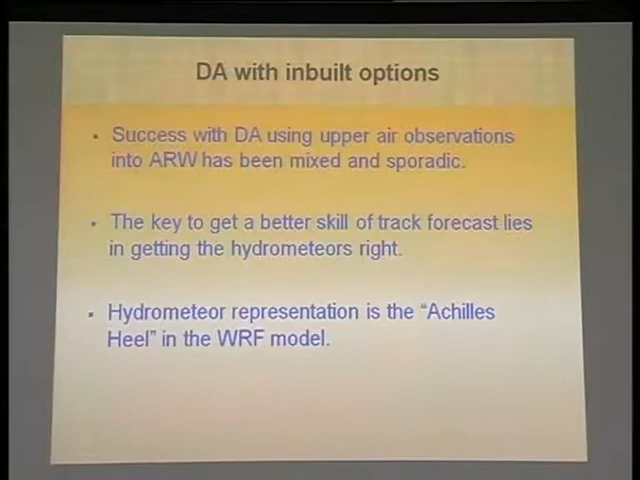 DA with inbuilt options
▪ Success with DA using upper air observations
into ARW has been mixed and sporadic.
▪ The key to get a better skill of track forecast lies
in getting the hydrometeors right.
▪ Hydrometeor representation is the “Achilles
Heel” in the WRF model.